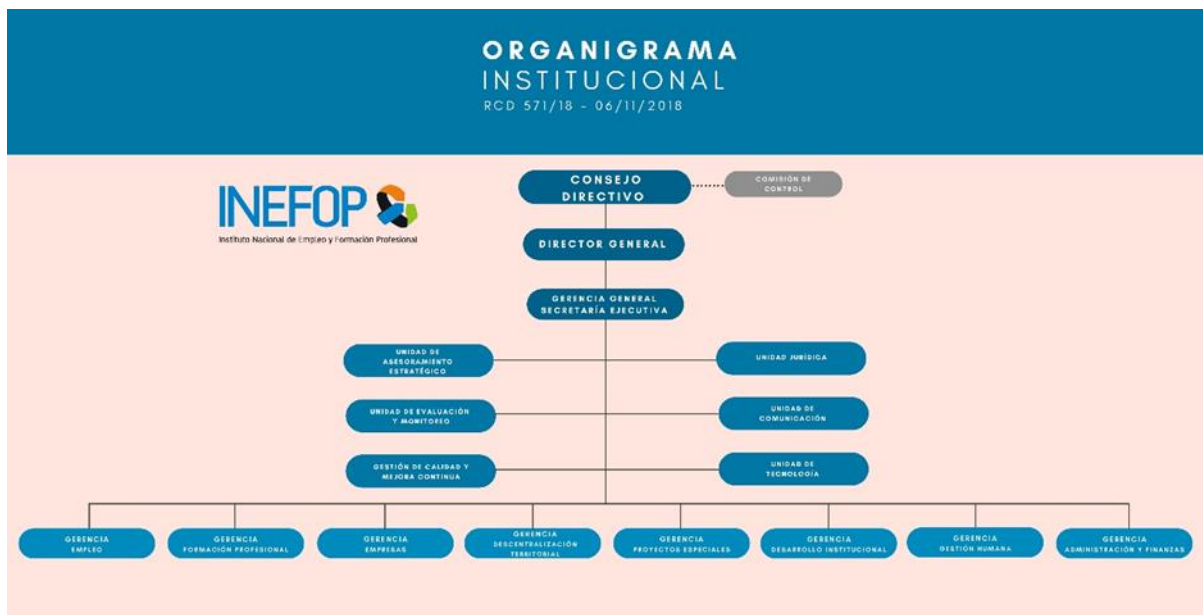 ORGANIGRAMA
INSTITUCIONAL
RCD 571/18 - 06/11/2018
INEFOP
Instituto Nacional de Empleo y Formación Profesional
CONSEJO
DIRECTIVO
COMISIÓN DE
CONTROL
DIRECTOR GENERAL
GERENCIA GENERAL
SECRETARÍA EJECUTIVA
UNIDAD DE
ASESORAMIENTO
ESTRATÉGICO
UNIDAD JURÍDICA
UNIDAD DE EVALUACIÓN
Y MONITOREO
UNIDAD DE
COMUNICACIÓN
GESTIÓN DE CALIDAD Y
MEJORA CONTINUA
UNIDAD DE
TECNOLOGÍA
GERENCIA
EMPLEO
GERENCIA
FORMACIÓN PROFESIONAL
GERENCIA
EMPRESAS
GERENCIA
DESCENTRALIZACIÓN
TERRITORIAL
GERENCIA
PROYECTOS ESPECIALES
GERENCIA
DESARROLLO INSTITUCIONAL
GERENCIA
GESTIÓN HUMANA
GERENCIA
ADMINISTRACIÓN Y FINANZAS